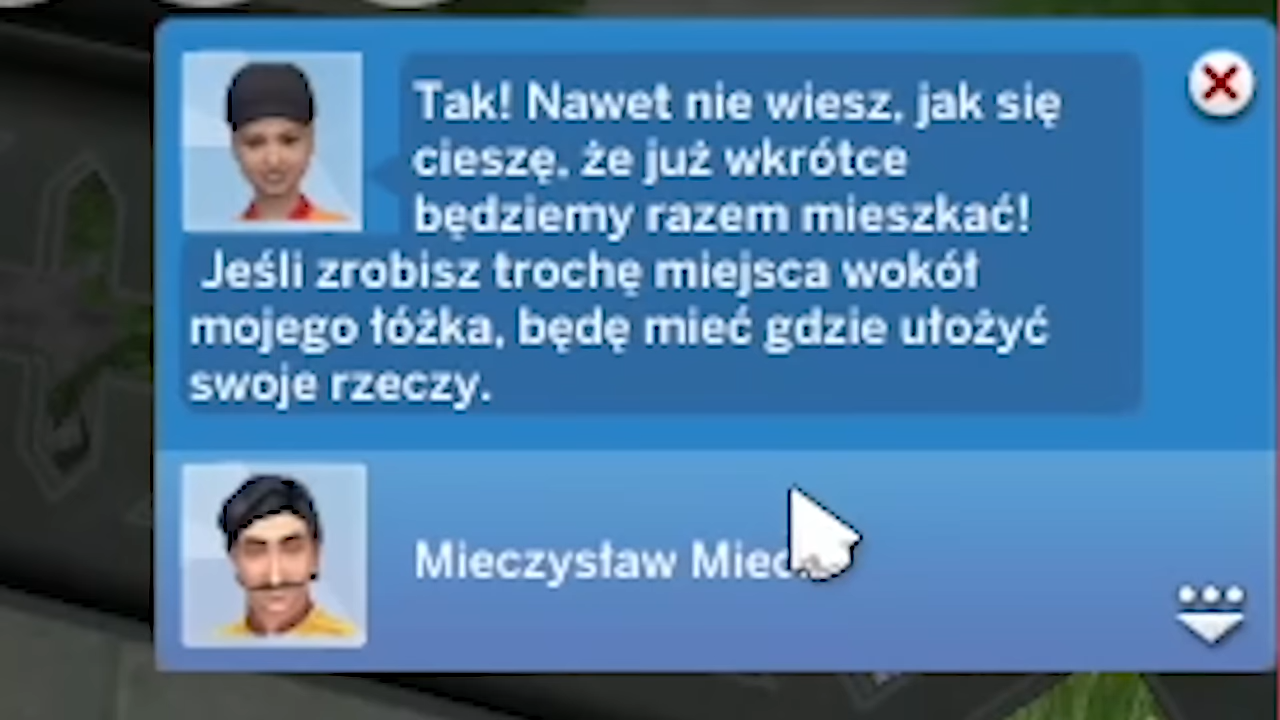 Tak! Nawet nie wiesz, jak się
cieszę, że już wkrótce
będziemy razem mieszkać!
Jeśli zrobisz trochę miejsca wokół
mojego łóżka, będę mieć gdzie ułożyć
swoje rzeczy.
Mieczysław